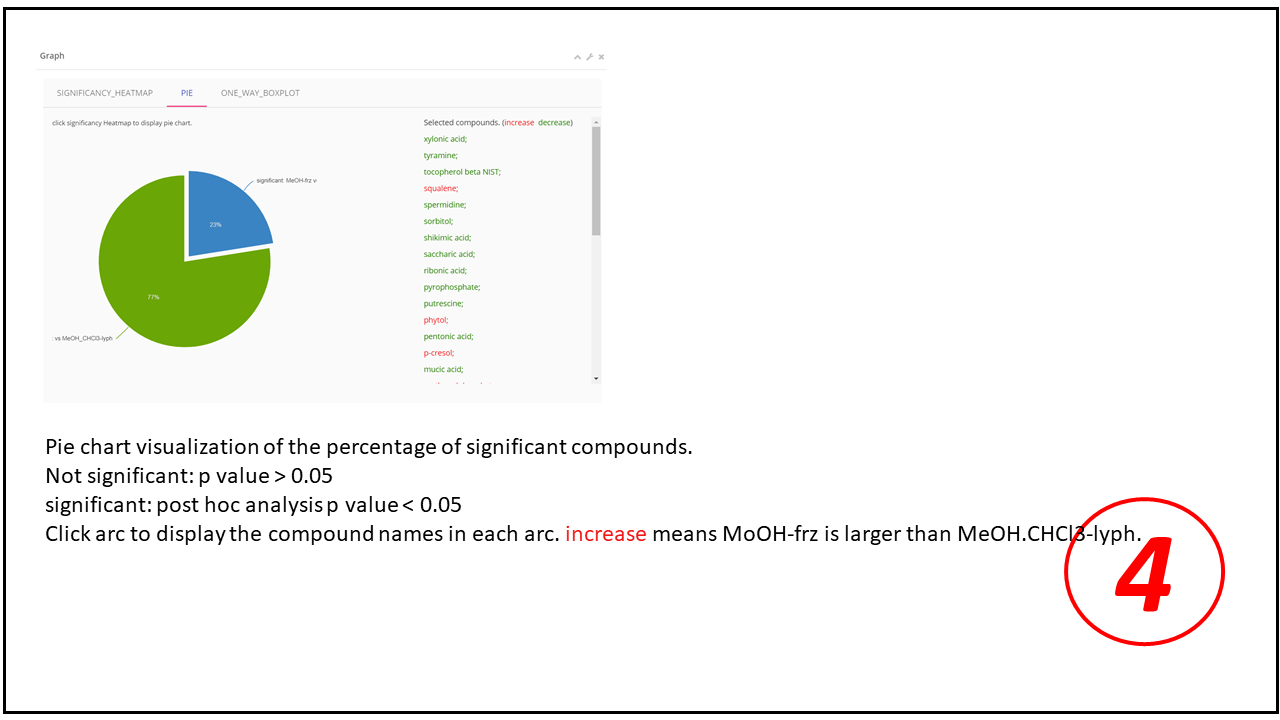 Graph
SIGNIFICANCY_HEATMAP PIE ONE_WAY_BOXPLOT
click significancy Heatmap to display pie chart.
significant: MeOH-frz v
23%
77%
: vs MeOH_CHCl3-lyph
Selected compounds. (increase decrease)
xylonic acid;
tyramine;
tocopherol beta NIST;
squalene;
spermidine;
sorbitol;
shikimic acid;
saccharic acid;
ribonic acid;
pyrophosphate;
putrescine;
phytol;
pentonic acid;
p-cresol;
mucic acid;
Pie chart visualization of the percentage of significant compounds.
Not significant: p value > 0.05
significant: post hoc analysis p value < 0.05
Click arc to display the compound names in each arc. increase means MoOH-frz is larger than MeOH.CHCl3-lyph.
4